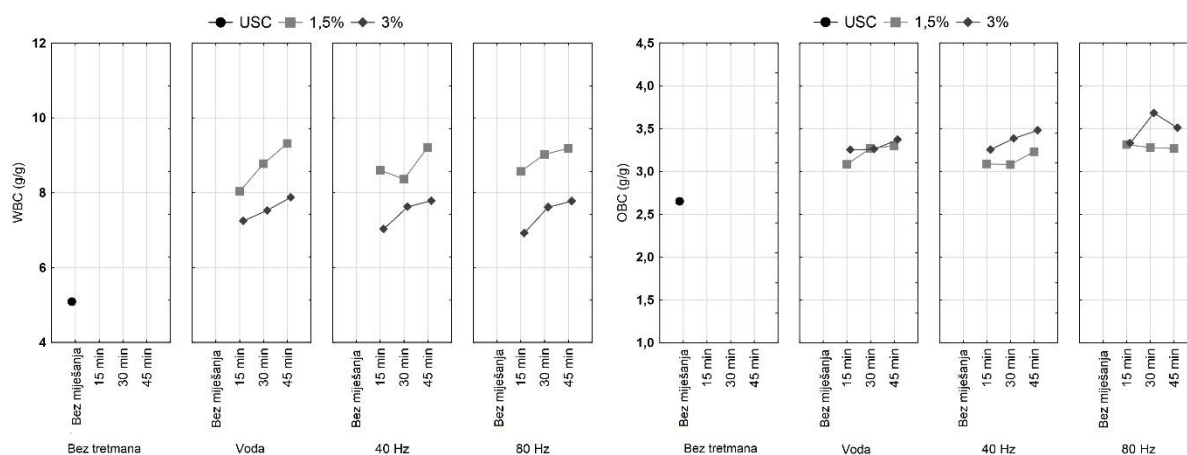 USC 1,5% 3%
12
10
8
6
4
WBC (g/g)
Bez miješanja
15 min
30 min
45 min
Bez tretmana
Bez miješanja
15 min
30 min
45 min
Voda
Bez miješanja
15 min
30 min
45 min
40 Hz
Bez miješanja
15 min
30 min
45 min
80 Hz
USC 1,5% 3%
4,5
4,0
3,5
3,0
2,5
2,0
1,5
1,0
OBC (g/g)
Bez miješanja
15 min
30 min
45 min
Bez tretmana
Bez miješanja
15 min
30 min
45 min
Voda
Bez miješanja
15 min
30 min
45 min
40 Hz
Bez miješanja
15 min
30 min
45 min
80 Hz